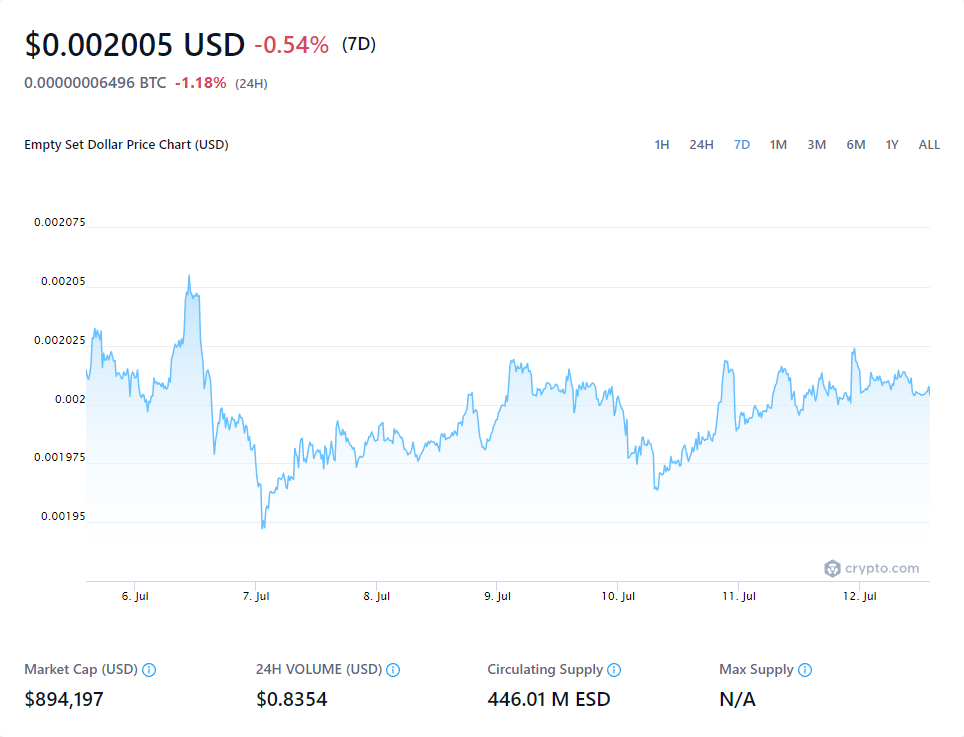 $0.002005 USD -0.54% (7D)
0.00000006496 BTC -1.18% (24H)
Empty Set Dollar Price Chart (USD)
1H 24H 7D 1M 3M 6M 1Y ALL
0.002075
0.00205
0.002025
0.002
0.001975
0.00195
crypto.com
6. Jul 7. Jul 8. Jul 9. Jul 10. Jul 11. Jul 12. Jul
Market Cap (USD) 24H VOLUME (USD) Circulating Supply Max Supply
$894,197 $0.8354 446.01 M ESD N/A